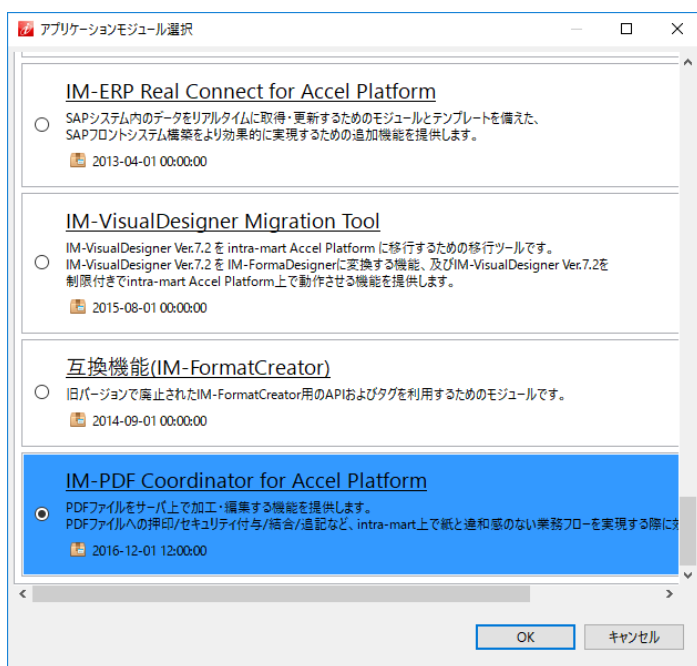 アプリケーションモジュール選択
IM-ERP Real Connect for Accel Platform
SAPシステム内のデータをリアルタイムに取得・更新するためのモジュールとテンプレートを備えた、
SAPフロントシステム構築をより効果的に実現するための追加機能を提供します。
2013-04-01 00:00:00
IM-VisualDesigner Migration Tool
IM-VisualDesigner Ver.7.2 を intra-mart Accel Platform に移行するための移行ツールです。
IM-VisualDesigner Ver.7.2 を IM-FormaDesignerに変換する機能、及びIM-VisualDesigner Ver.7.2を
制限付きでintra-mart Accel Platform上で動作させる機能を提供します。
2015-08-01 00:00:00
互換機能(IM-FormatCreator)
旧バージョンで廃止されたIM-FormatCreator用のAPIおよびタグを利用するためのモジュールです。
2014-09-01 00:00:00
IM-PDF Coordinator for Accel Platform
PDFファイルをサーバ上で加工・編集する機能を提供します。
PDFファイルへの押印/セキュリティ付与/結合/追記など、intra-mart上で紙と違和感のない業務フローを実現する際に
2016-12-01 12:00:00
OK
キャンセル